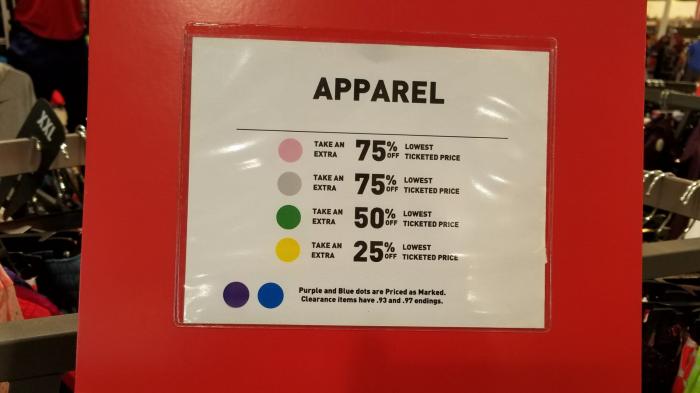 XXL
APPAREL
TAKE AN EXTRA 75% OFF LOWEST TICKETED PRICE
TAKE AN EXTRA 75% OFF LOWEST TICKETED PRICE
TAKE AN EXTRA 50% OFF LOWEST TICKETED PRICE
TAKE AN EXTRA 25% OFF LOWEST TICKETED PRICE
Purple and Blue dots are Priced as Marked.
Clearance items have .93 and .97 endings.